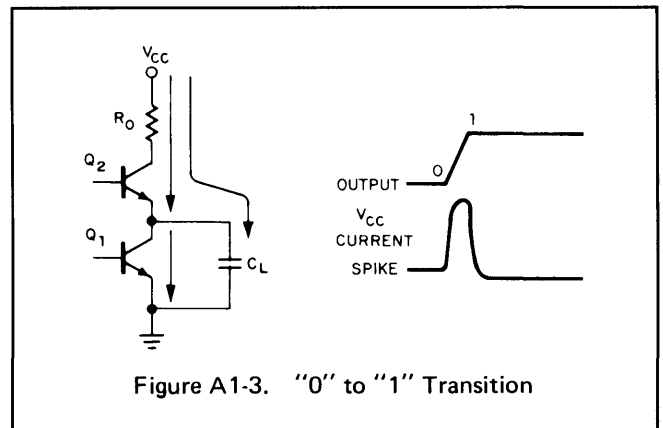 VCC
RO
Q2
Q1
CL
1
0
OUTPUT
VCC
CURRENT
SPIKE
Figure A1-3. "0" to "1" Transition